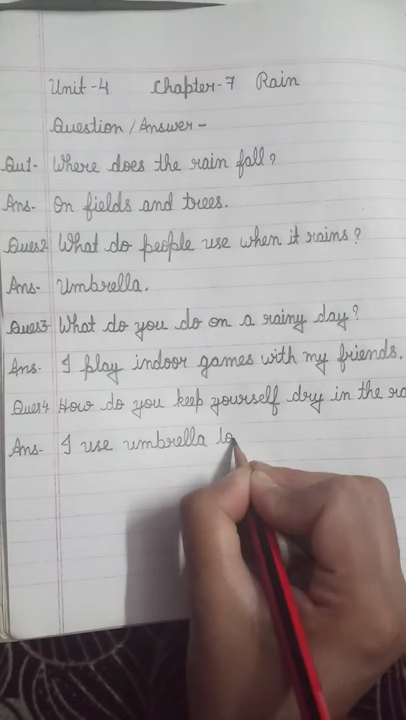 Unit-4 Chapter-7 Rain
Question/Answer-
Qu1- Where does the rain fall?
Ans- On fields and trees.
Ques2 What do people use when it rains?
Ans- Umbrella.
Ques3 What do you do on a rainy day?
Ans. I play indoor games with my friends.
Ques4 How do you keep yourself dry in the
Ans- I use umbrella to